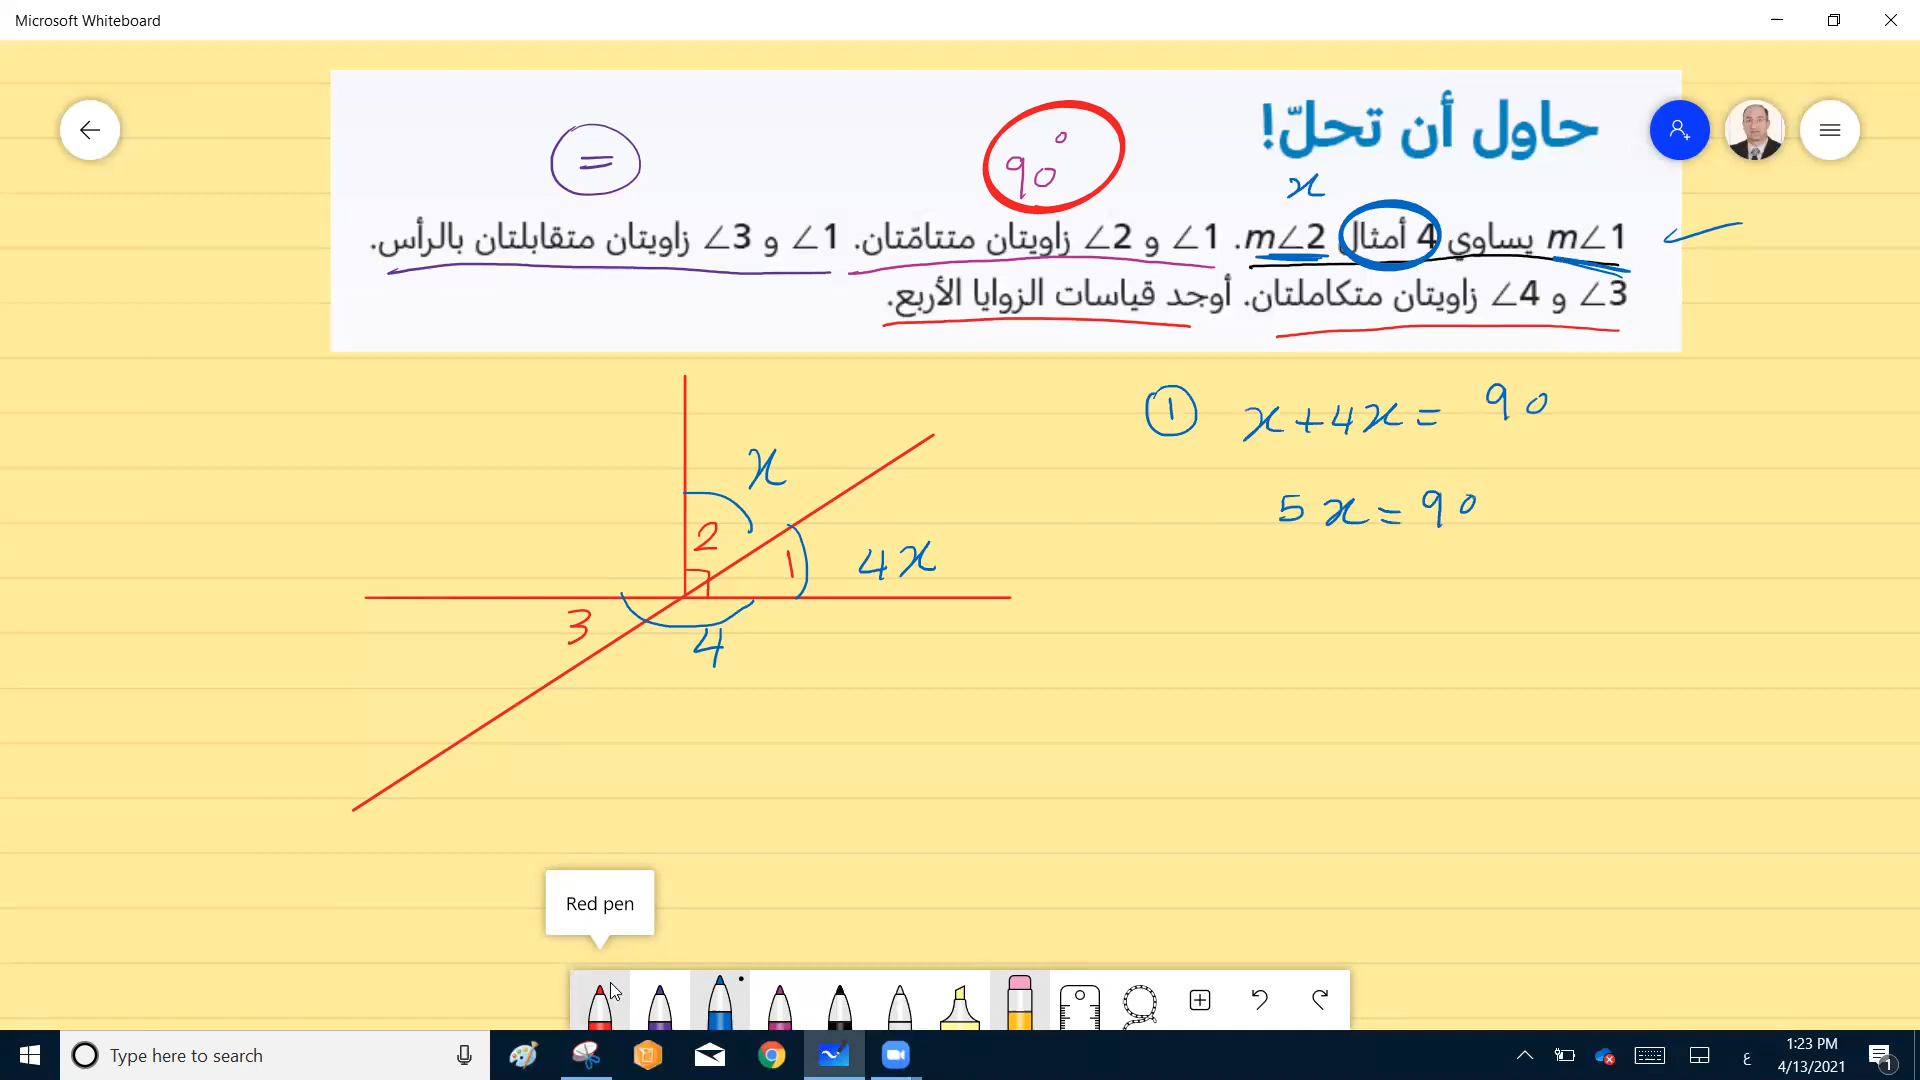 Microsoft Whiteboard
حاول أن تحلّ!
90°
=
x
m∠1 يساوي 4 أمثال m∠2. ∠1 و ∠2 زاويتان متتامّتان. ∠1 و ∠3 زاويتان متقابلتان بالرأس.
∠3 و ∠4 زاويتان متكاملتان. أوجد قياسات الزوايا الأربع.
① x+4x= 90
5x=90
x
2
1
4x
3
4
Red pen
Type here to search
ع
1:23 PM
4/13/2021
1